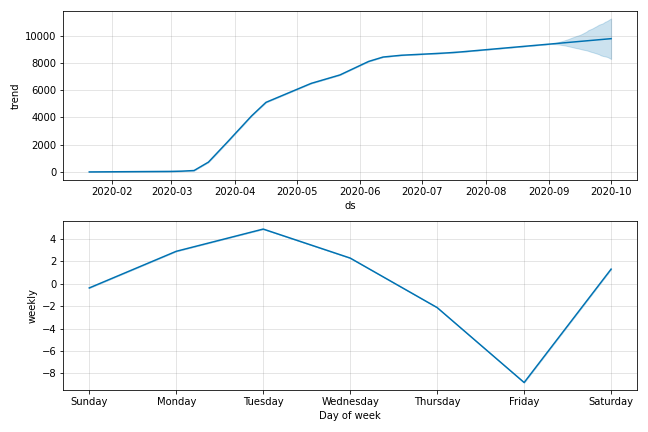 10000
8000
6000
4000
2000
0
trend
2020-02 2020-03 2020-04 2020-05 2020-06 2020-07 2020-08 2020-09 2020-10
ds
4
2
0
−2
−4
−6
−8
weekly
Sunday Monday Tuesday Wednesday Thursday Friday Saturday
Day of week